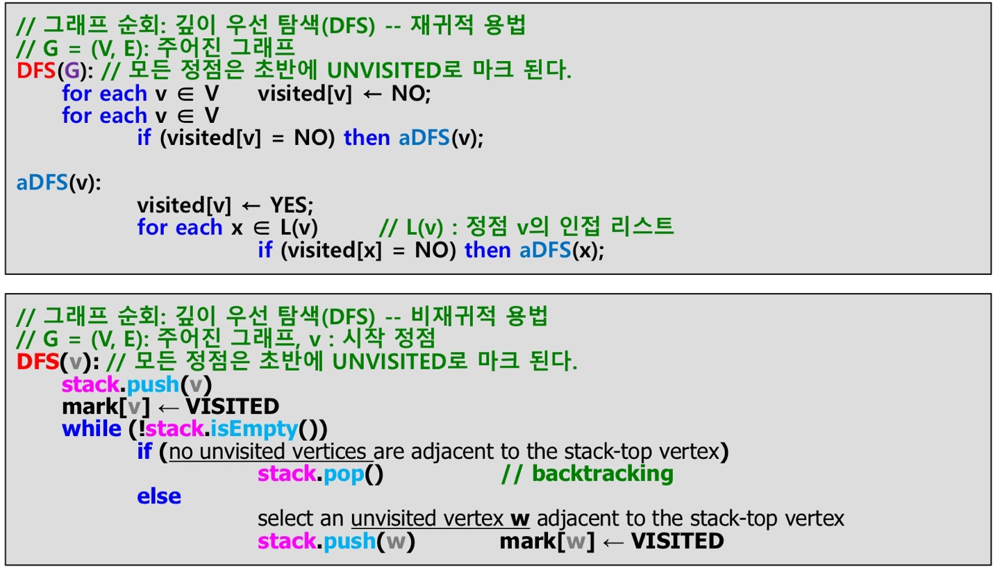 // 그래프 순회: 깊이 우선 탐색(DFS) -- 재귀적 용법
// G = (V, E): 주어진 그래프
DFS(G): // 모든 정점은 초반에 UNVISITED로 마크 된다.
for each v ∈ V visited[v] ← NO;
for each v ∈ V
if (visited[v] = NO) then aDFS(v);
aDFS(v):
visited[v] ← YES;
for each x ∈ L(v) // L(v) : 정점 v의 인접 리스트
if (visited[x] = NO) then aDFS(x);
// 그래프 순회: 깊이 우선 탐색(DFS) -- 비재귀적 용법
// G = (V, E): 주어진 그래프, v : 시작 정점
DFS(v): // 모든 정점은 초반에 UNVISITED로 마크 된다.
stack.push(v)
mark[v] ← VISITED
while (!stack.isEmpty())
if (no unvisited vertices are adjacent to the stack-top vertex)
stack.pop() // backtracking
else
select an unvisited vertex w adjacent to the stack-top vertex
stack.push(w) mark[w] ← VISITED